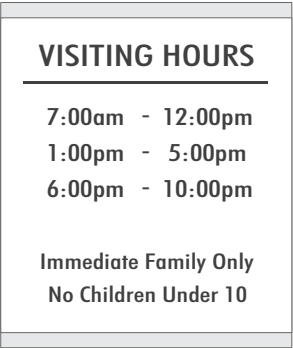 VISITING HOURS
7:00am - 12:00pm
1:00pm - 5:00pm
6:00pm - 10:00pm
Immediate Family Only
No Children Under 10